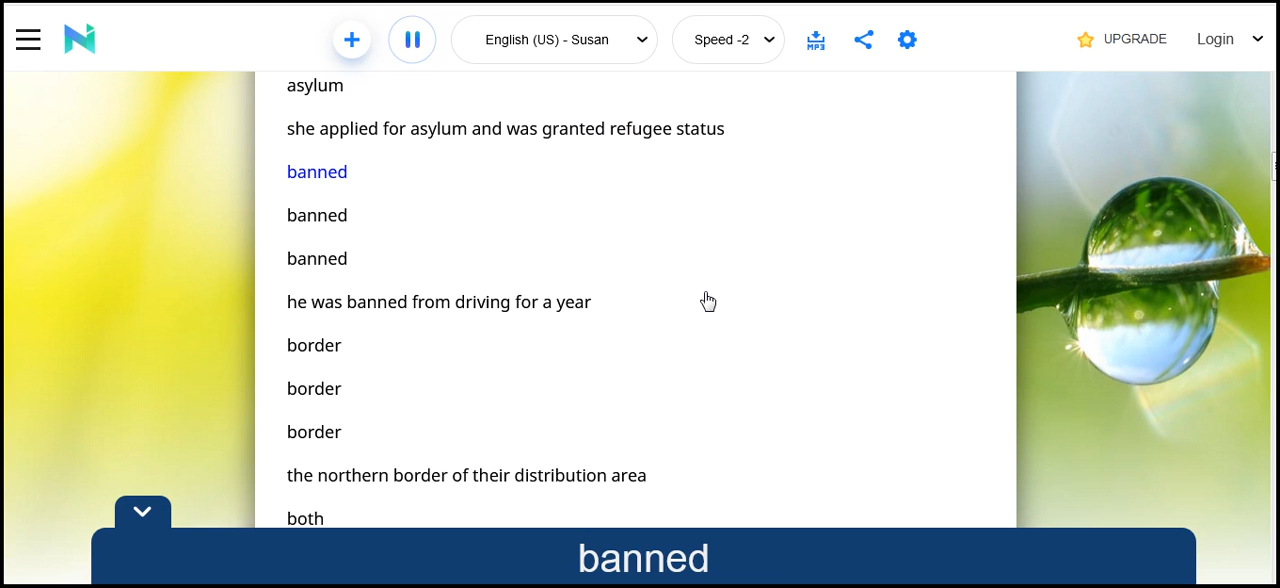 English (US) - Susan
Speed -2
MP3
UPGRADE
Login
asylum
she applied for asylum and was granted refugee status
banned
banned
banned
he was banned from driving for a year
border
border
border
the northern border of their distribution area
both
banned